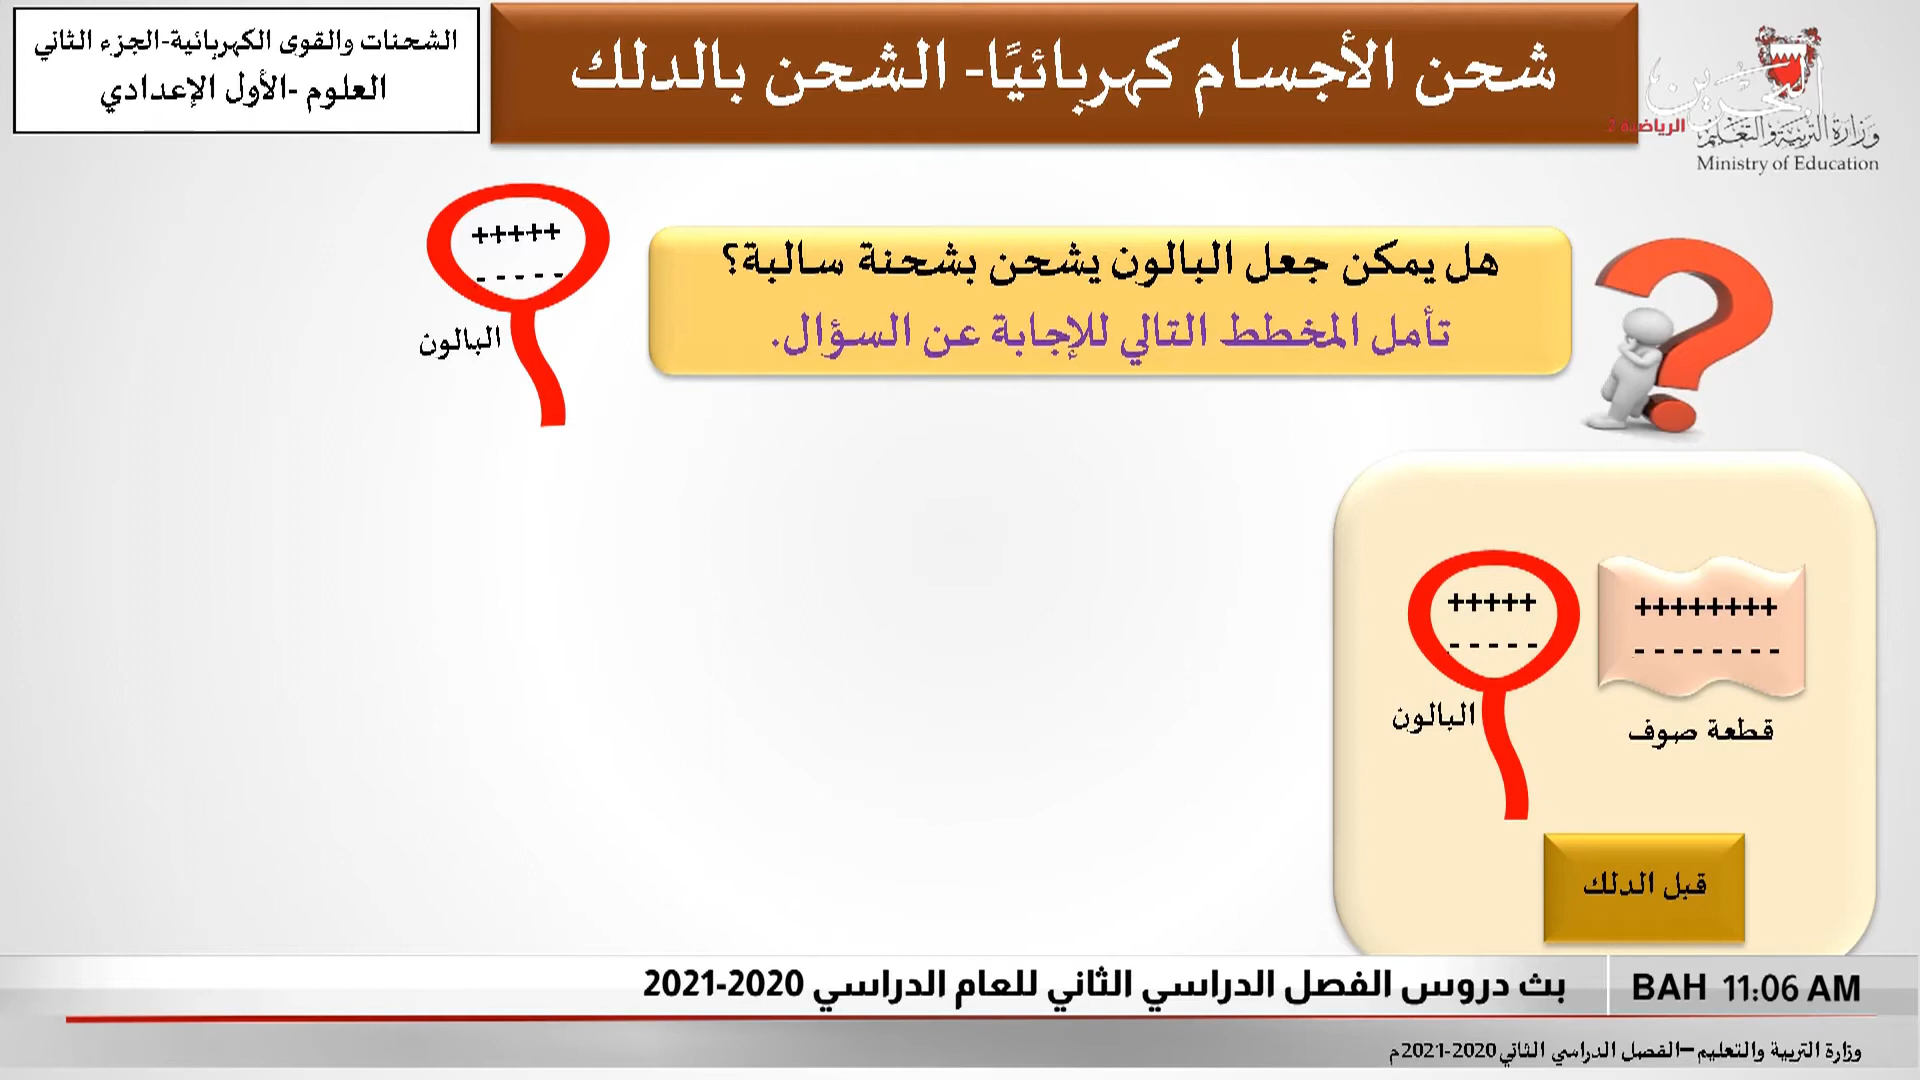 الشحنات والقوى الكهربائية-الجزء الثاني
العلوم -الأول الإعدادي
شحن الأجسام كهربائيًا- الشحن بالدلك
البحرين
الرياضية 2
وزارة التربية والتعليم
Ministry of Education
+++++
- - - - -
البالون
هل يمكن جعل البالون يشحن بشحنة سالبة؟
تأمل المخطط التالي للإجابة عن السؤال.
++++++++
- - - - - - - -
قطعة صوف
+++++
- - - - -
البالون
قبل الدلك
بث دروس الفصل الدراسي الثاني للعام الدراسي 2020-2021
BAH 11:06 AM
وزارة التربية والتعليم –الفصل الدراسي الثاني 2020-2021م